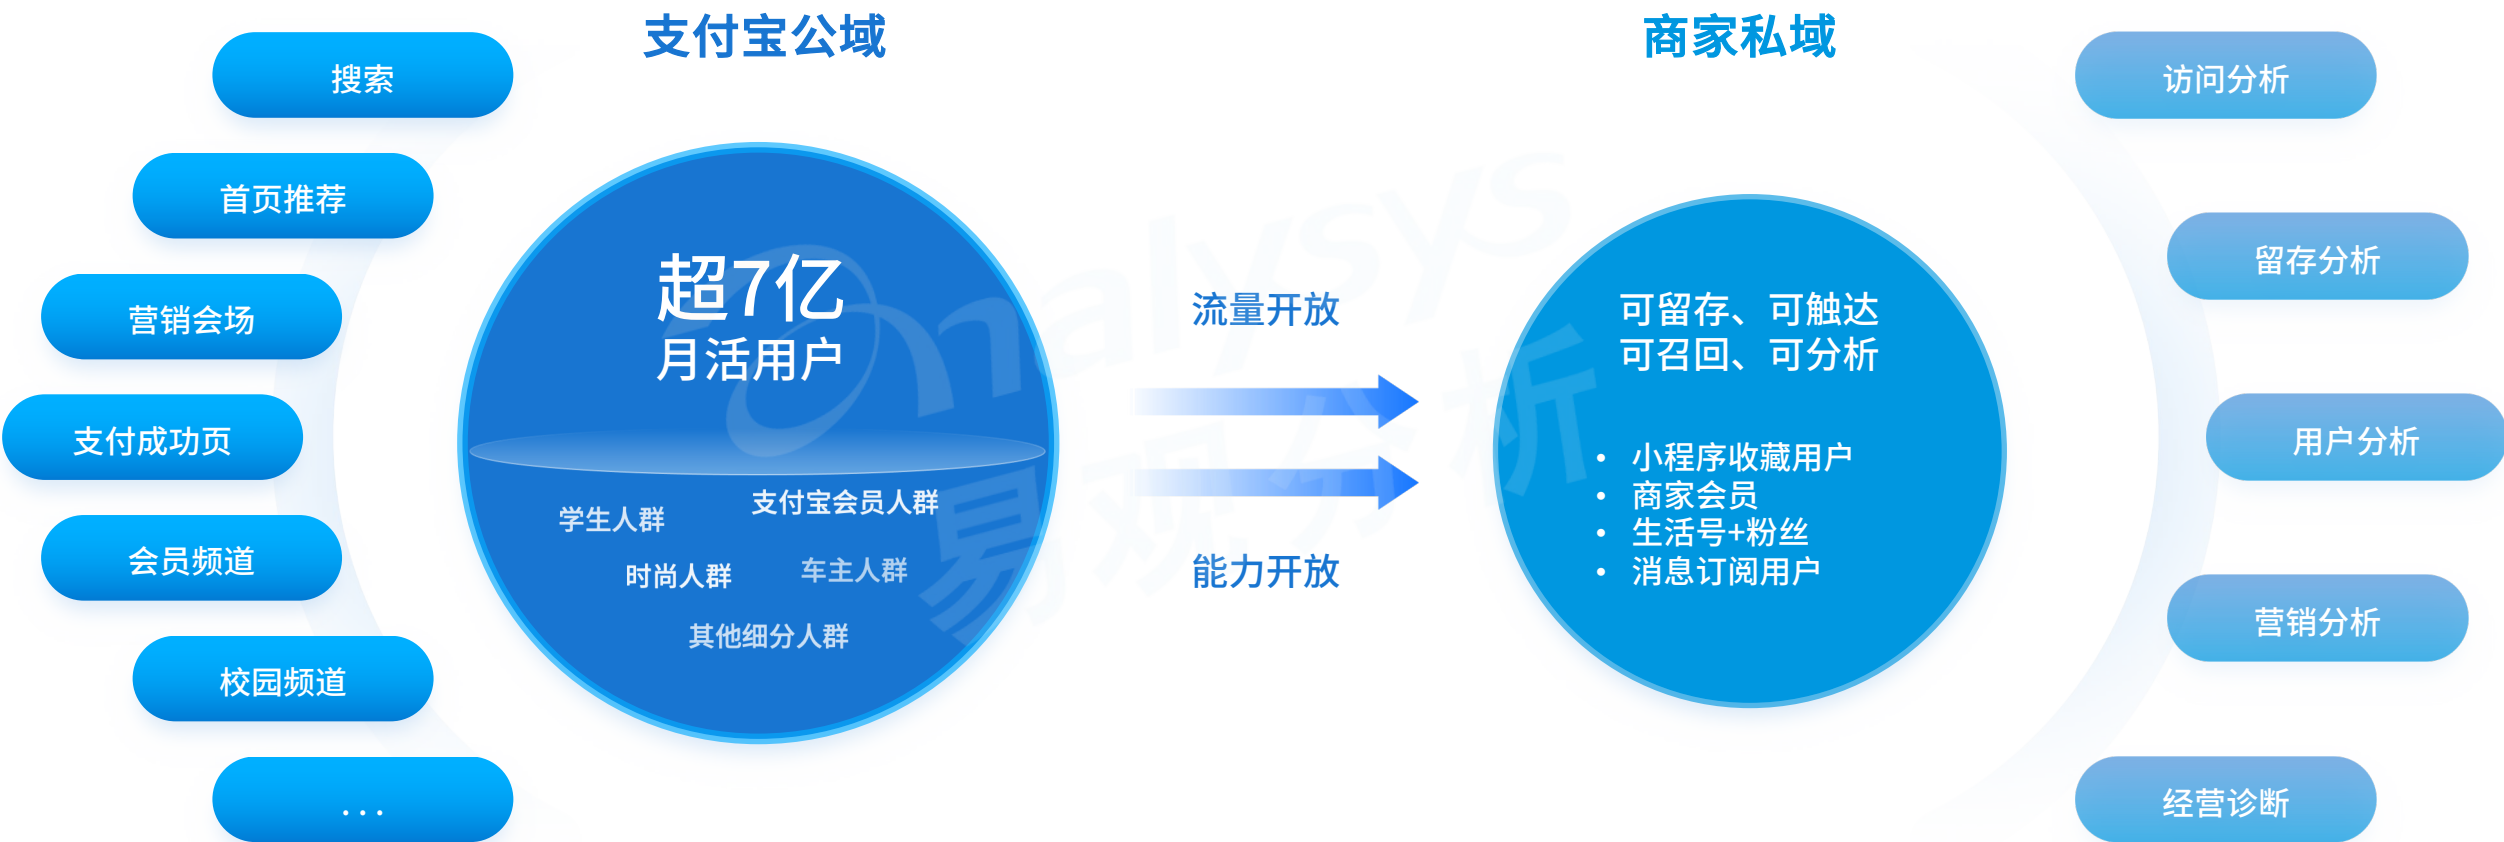 支付宝公域
搜索
首页推荐
营销会场
支付成功页
会员频道
校园频道
...
超7亿
月活用户
支付宝会员人群
学生人群
时尚人群
车主人群
其他细分人群
流量开放
能力开放
商家私域
可留存、可触达
可召回、可分析
• 小程序收藏用户
• 商家会员
• 生活号+粉丝
• 消息订阅用户
访问分析
留存分析
用户分析
营销分析
经营诊断
analysys
易观分析